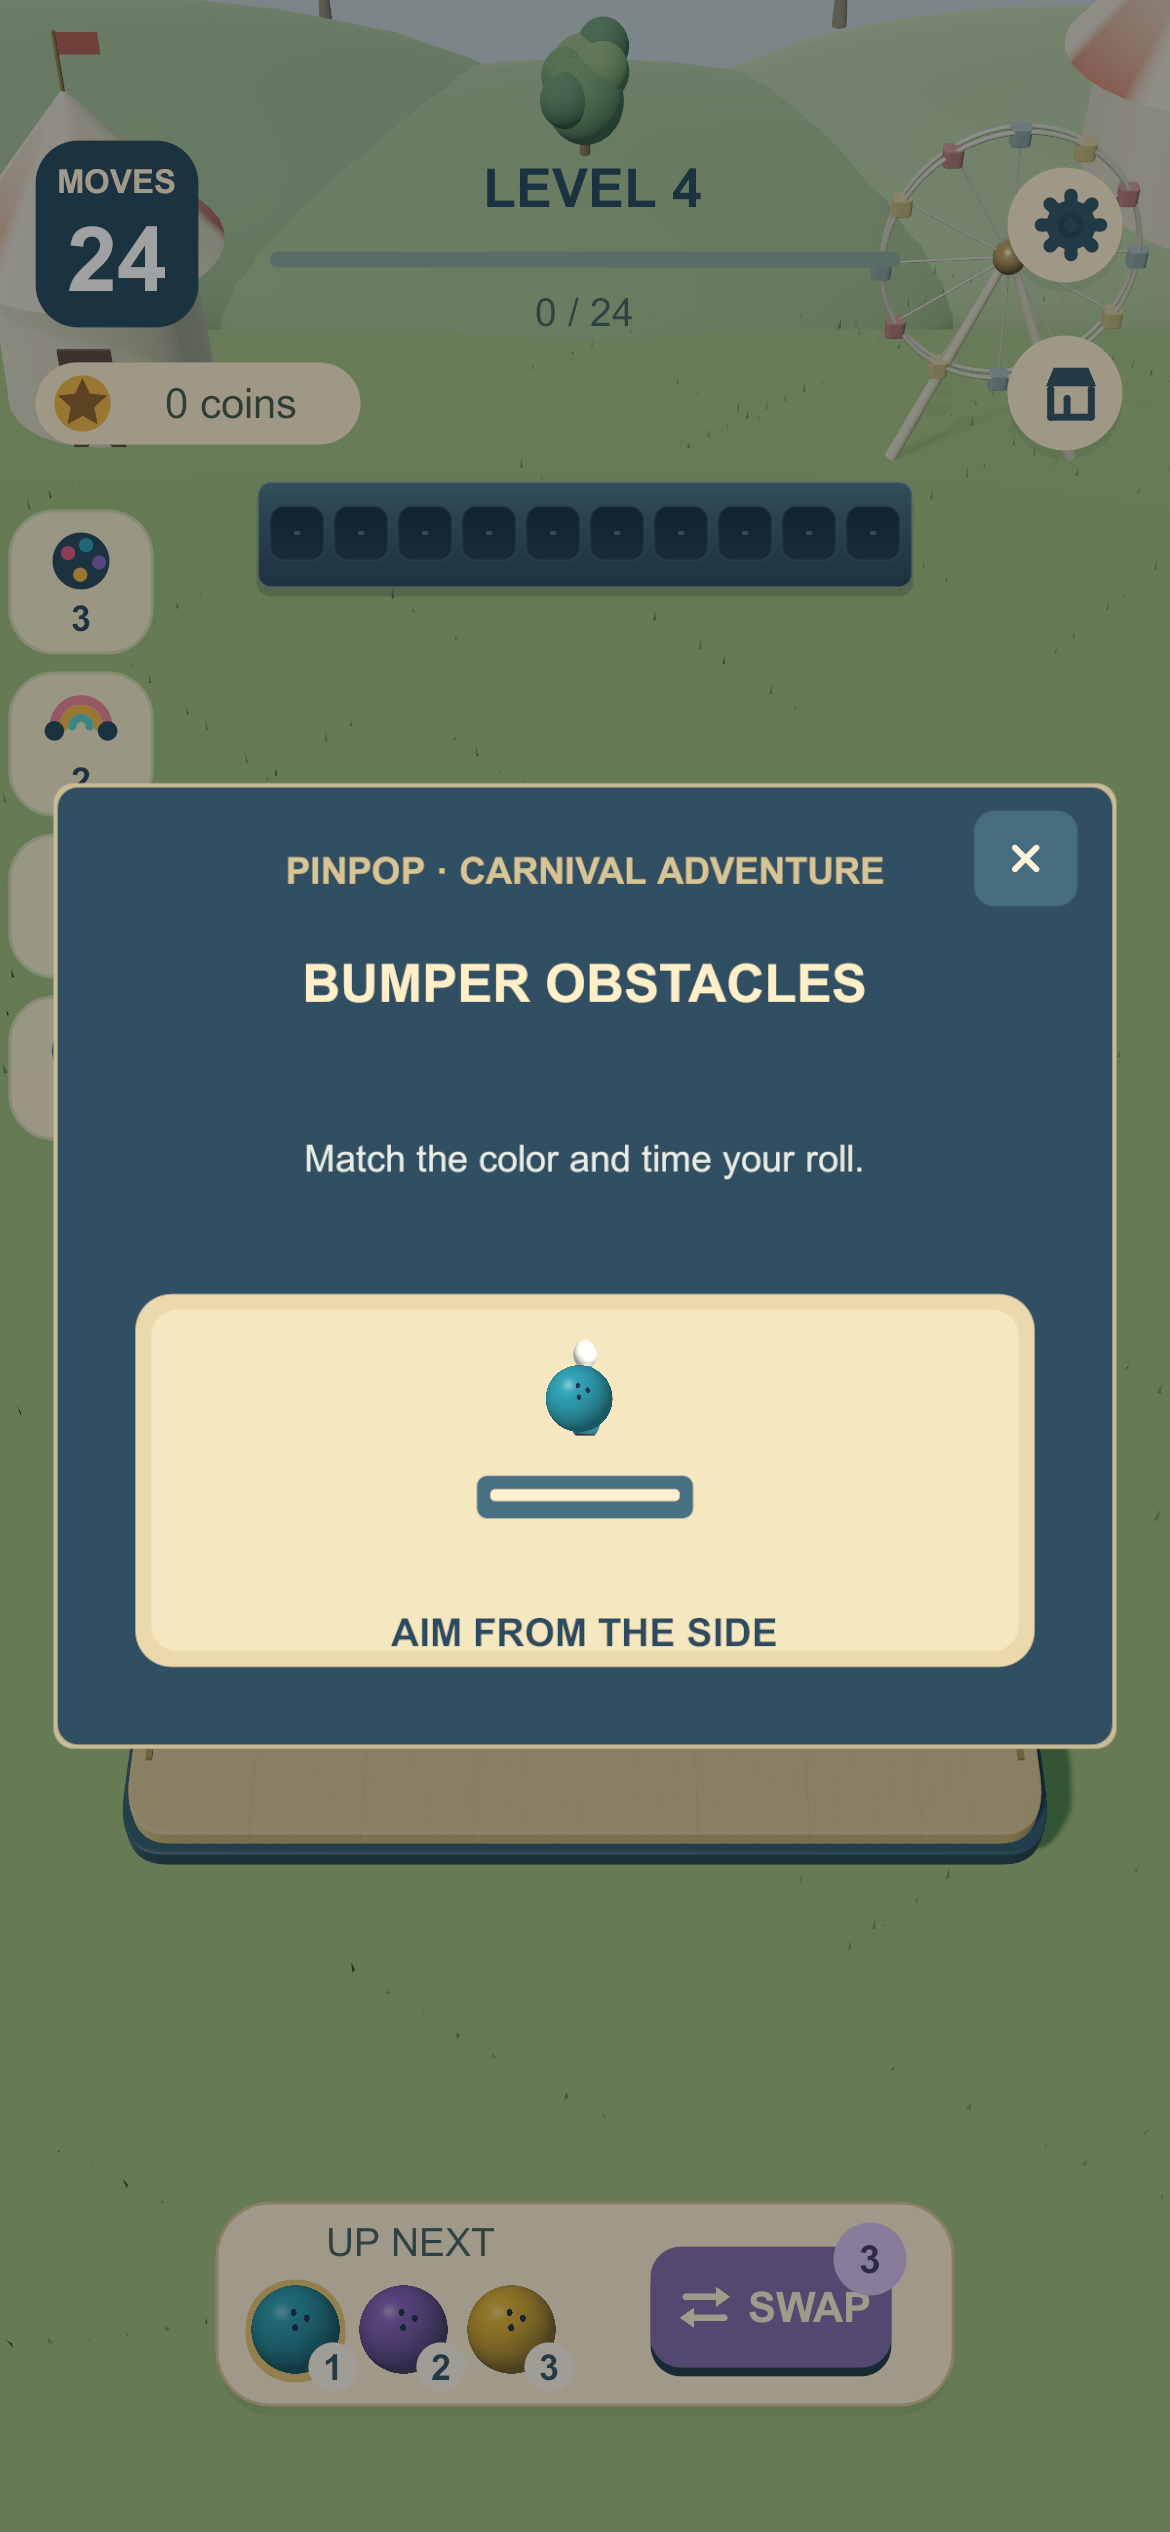 LEVEL 4
MOVES
24
0 / 24
0 coins
3
2
PINPOP · CARNIVAL ADVENTURE
BUMPER OBSTACLES
Match the color and time your roll.
AIM FROM THE SIDE
UP NEXT
1
2
3
3
SWAP